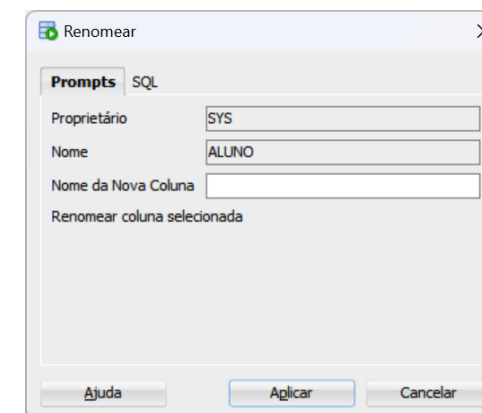 Renomear
Prompts SQL
Proprietário SYS
Nome ALUNO
Nome da Nova Coluna
Renomear coluna selecionada
Ajuda Aplicar Cancelar